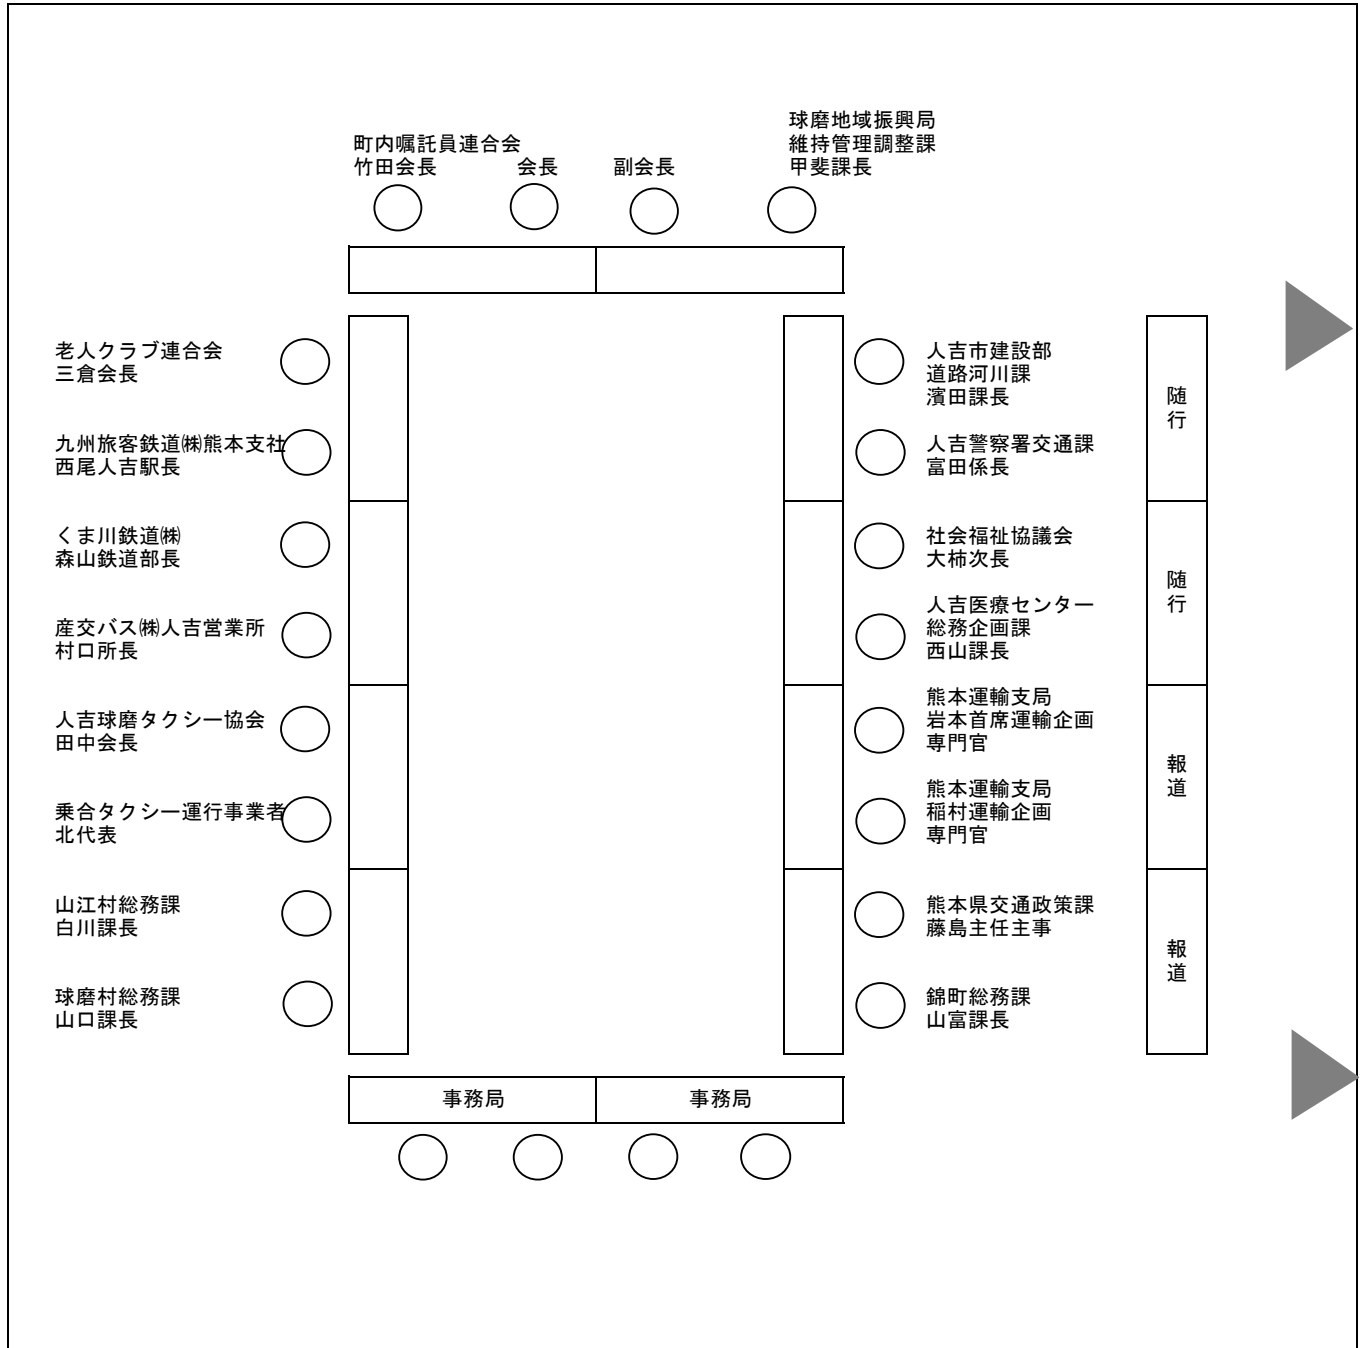 町内嘱託員連合会
竹田会長
会長
副会長
球磨地域振興局
維持管理調整課
甲斐課長
老人クラブ連合会
三倉会長
九州旅客鉄道㈱熊本支社
西尾人吉駅長
くま川鉄道㈱
森山鉄道部長
産交バス㈱人吉営業所
村口所長
人吉球磨タクシー協会
田中会長
乗合タクシー運行事業者
北代表
山江村総務課
白川課長
球磨村総務課
山口課長
人吉市建設部
道路河川課
濱田課長
人吉警察署交通課
富田係長
社会福祉協議会
大柿次長
人吉医療センター
総務企画課
西山課長
熊本運輸支局
岩本首席運輸企画
専門官
熊本運輸支局
稲村運輸企画
専門官
熊本県交通政策課
藤島主任主事
錦町総務課
山富課長
随行
随行
報道
報道
事務局
事務局